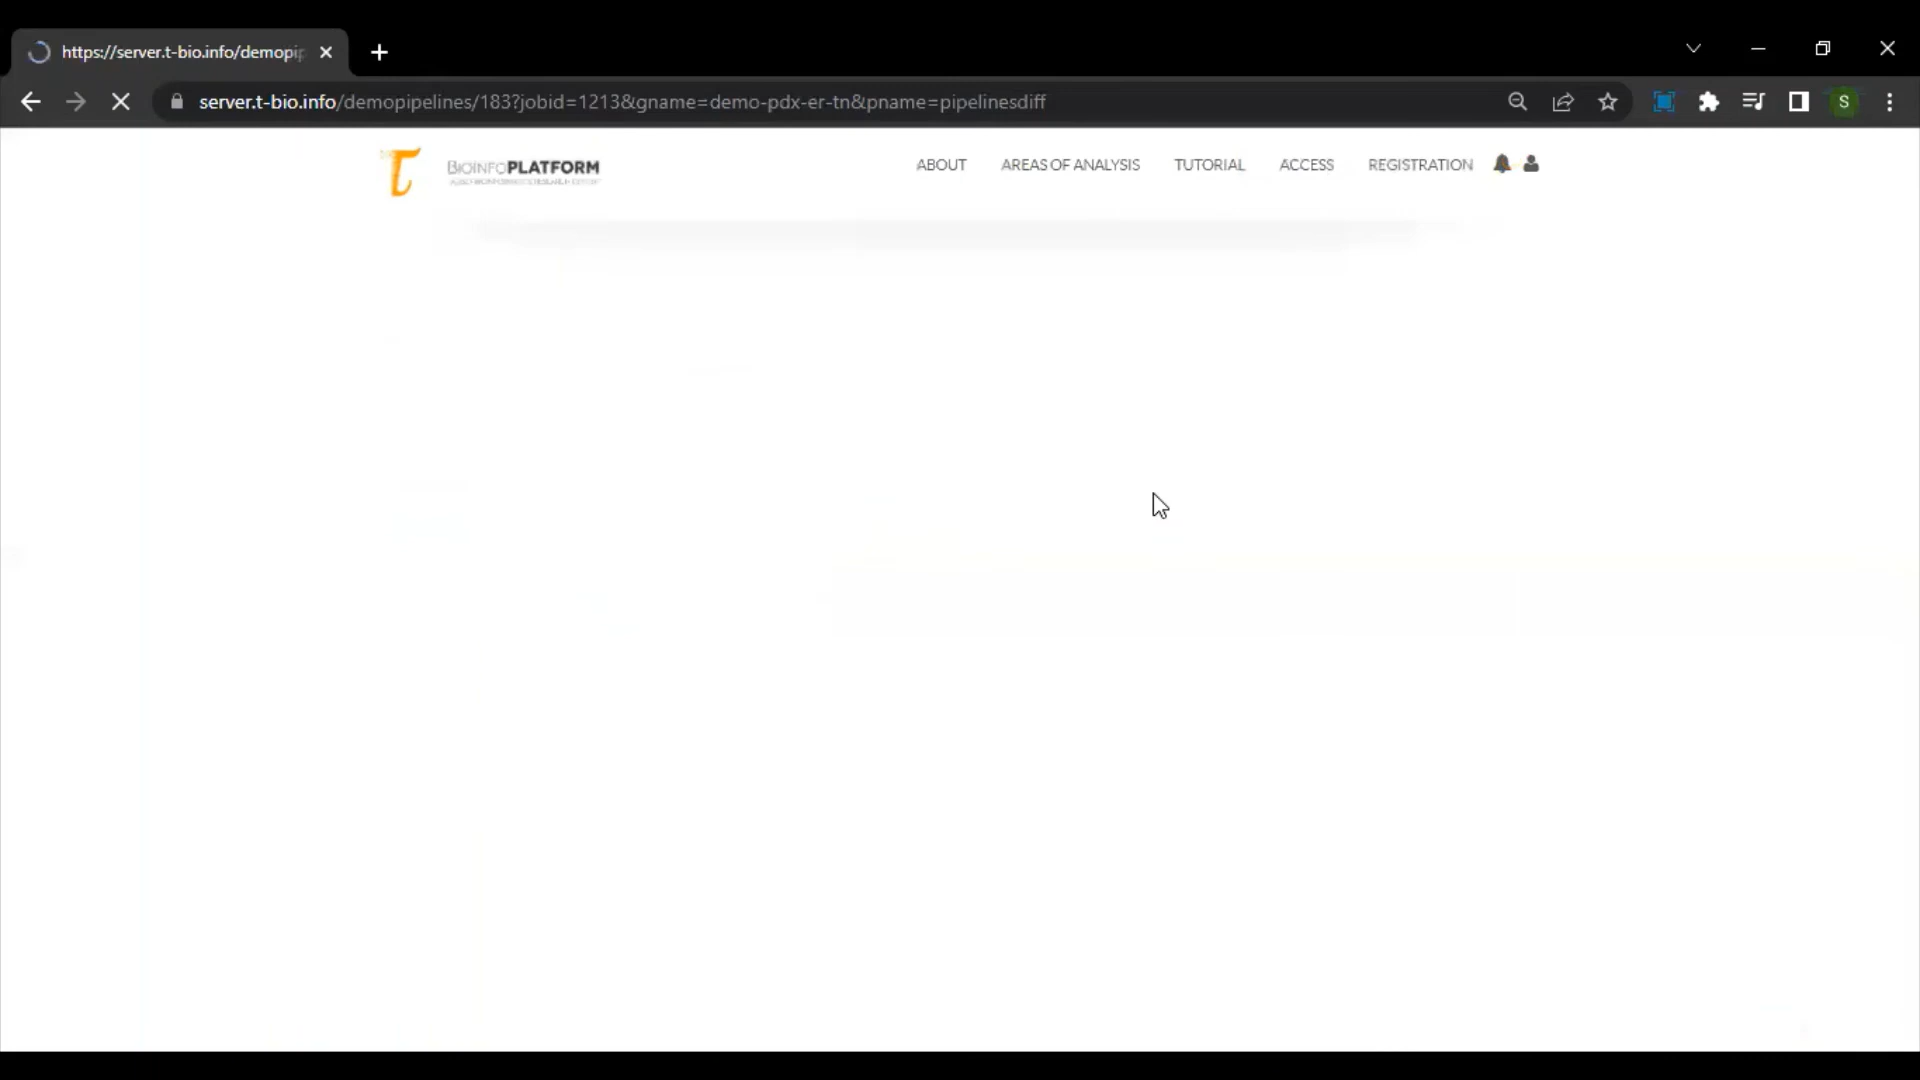 https://server.t-bio.info/demopip
server.t-bio.info/demopipelines/183?jobid=1213&gname=demo-pdx-er-tn&pname=pipelinesdiff
S
BIOINFOPLATFORM
ABOUT
AREAS OF ANALYSIS
TUTORIAL
ACCESS
REGISTRATION